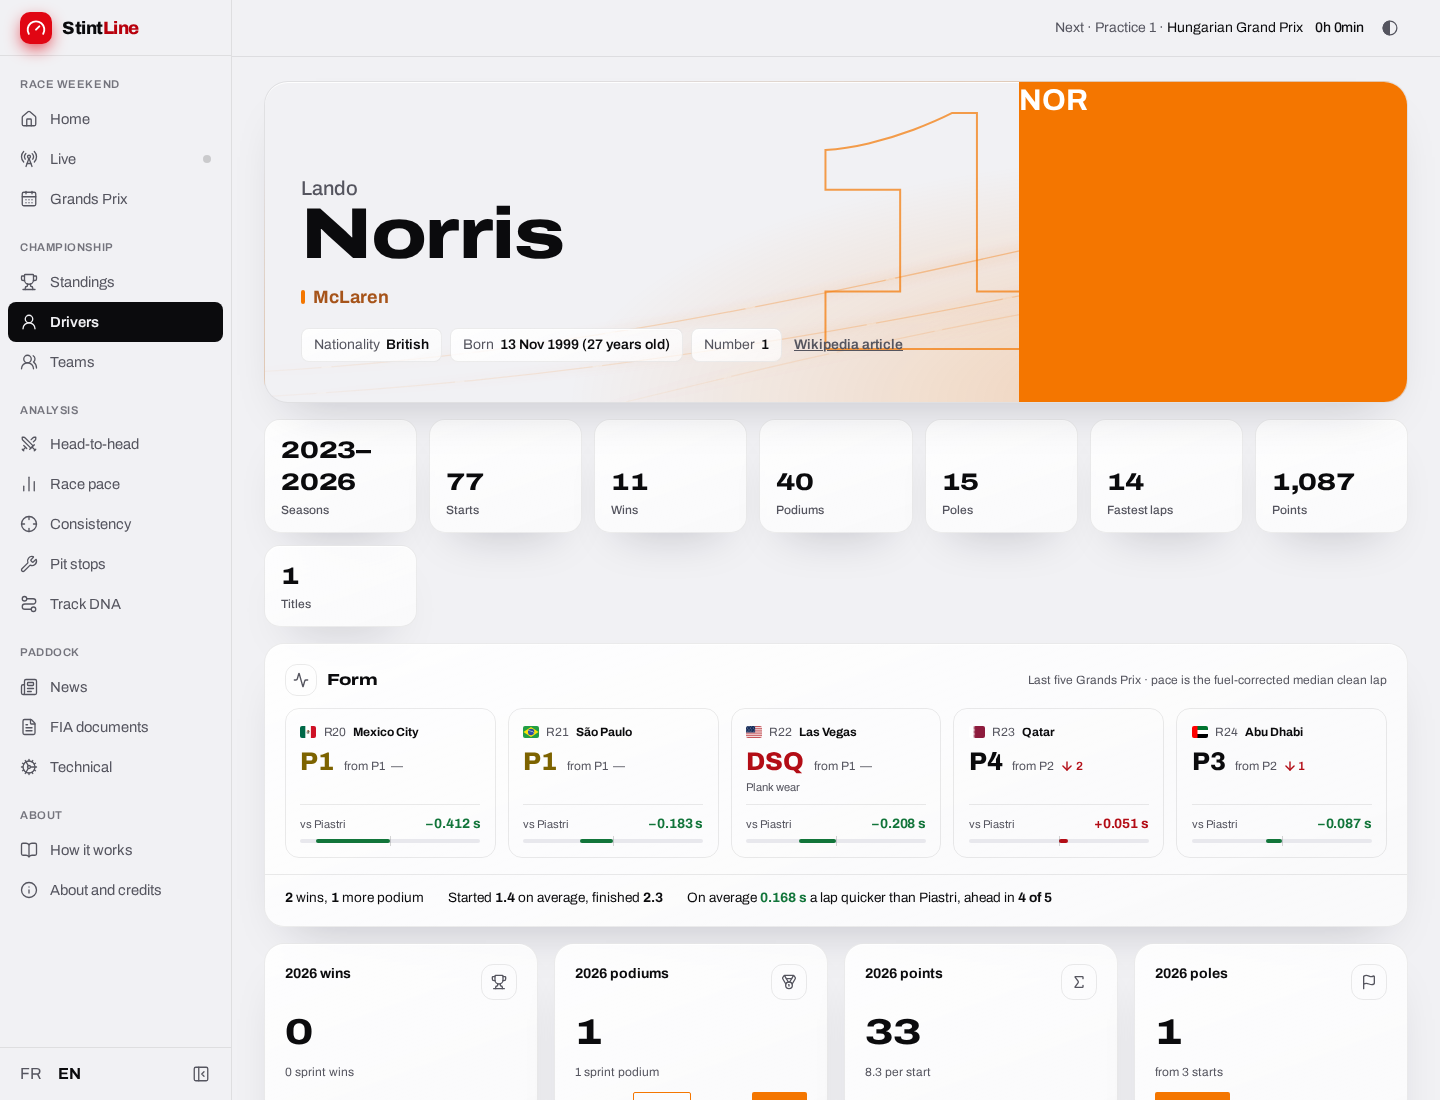 StintLine
Next · Practice 1 · Hungarian Grand Prix 0h 0min
RACE WEEKEND
Home
Live
Grands Prix
CHAMPIONSHIP
Standings
Drivers
Teams
ANALYSIS
Head-to-head
Race pace
Consistency
Pit stops
Track DNA
PADDOCK
News
FIA documents
Technical
ABOUT
How it works
About and credits
FR EN
1
NOR
Lando
Norris
McLaren
Nationality British
Born 13 Nov 1999 (27 years old)
Number 1
Wikipedia article
2023–
2026
Seasons
77
Starts
11
Wins
40
Podiums
15
Poles
14
Fastest laps
1,087
Points
1
Titles
Form
Last five Grands Prix · pace is the fuel-corrected median clean lap
R20 Mexico City
P1 from P1 —
vs Piastri −0.412 s
R21 São Paulo
P1 from P1 —
vs Piastri −0.183 s
R22 Las Vegas
DSQ from P1 —
Plank wear
vs Piastri −0.208 s
R23 Qatar
P4 from P2 ↓ 2
vs Piastri +0.051 s
R24 Abu Dhabi
P3 from P2 ↓ 1
vs Piastri −0.087 s
2 wins, 1 more podium
Started 1.4 on average, finished 2.3
On average 0.168 s a lap quicker than Piastri, ahead in 4 of 5
2026 wins
0
0 sprint wins
2026 podiums
1
1 sprint podium
2026 points
Σ
33
8.3 per start
2026 poles
1
from 3 starts